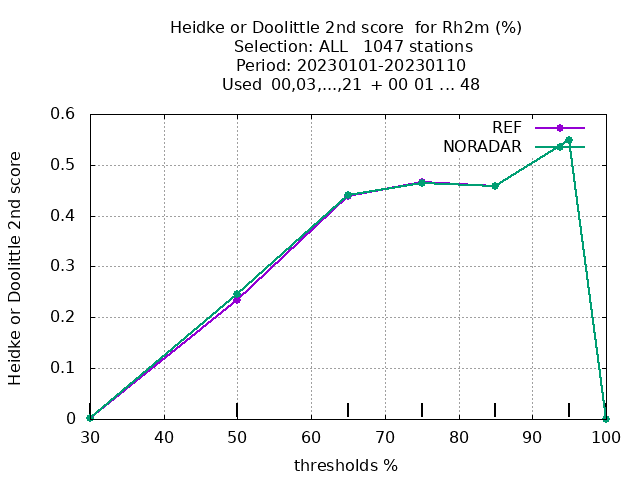 Heidke or Doolittle 2nd score  for Rh2m (%)
Selection: ALL   1047 stations
Period: 20230101-20230110
Used  00,03,...,21  + 00 01 ... 48
REF
NORADAR
Heidke or Doolittle 2nd score
0.6
0.5
0.4
0.3
0.2
0.1
0
30 40 50 60 70 80 90 100
thresholds %